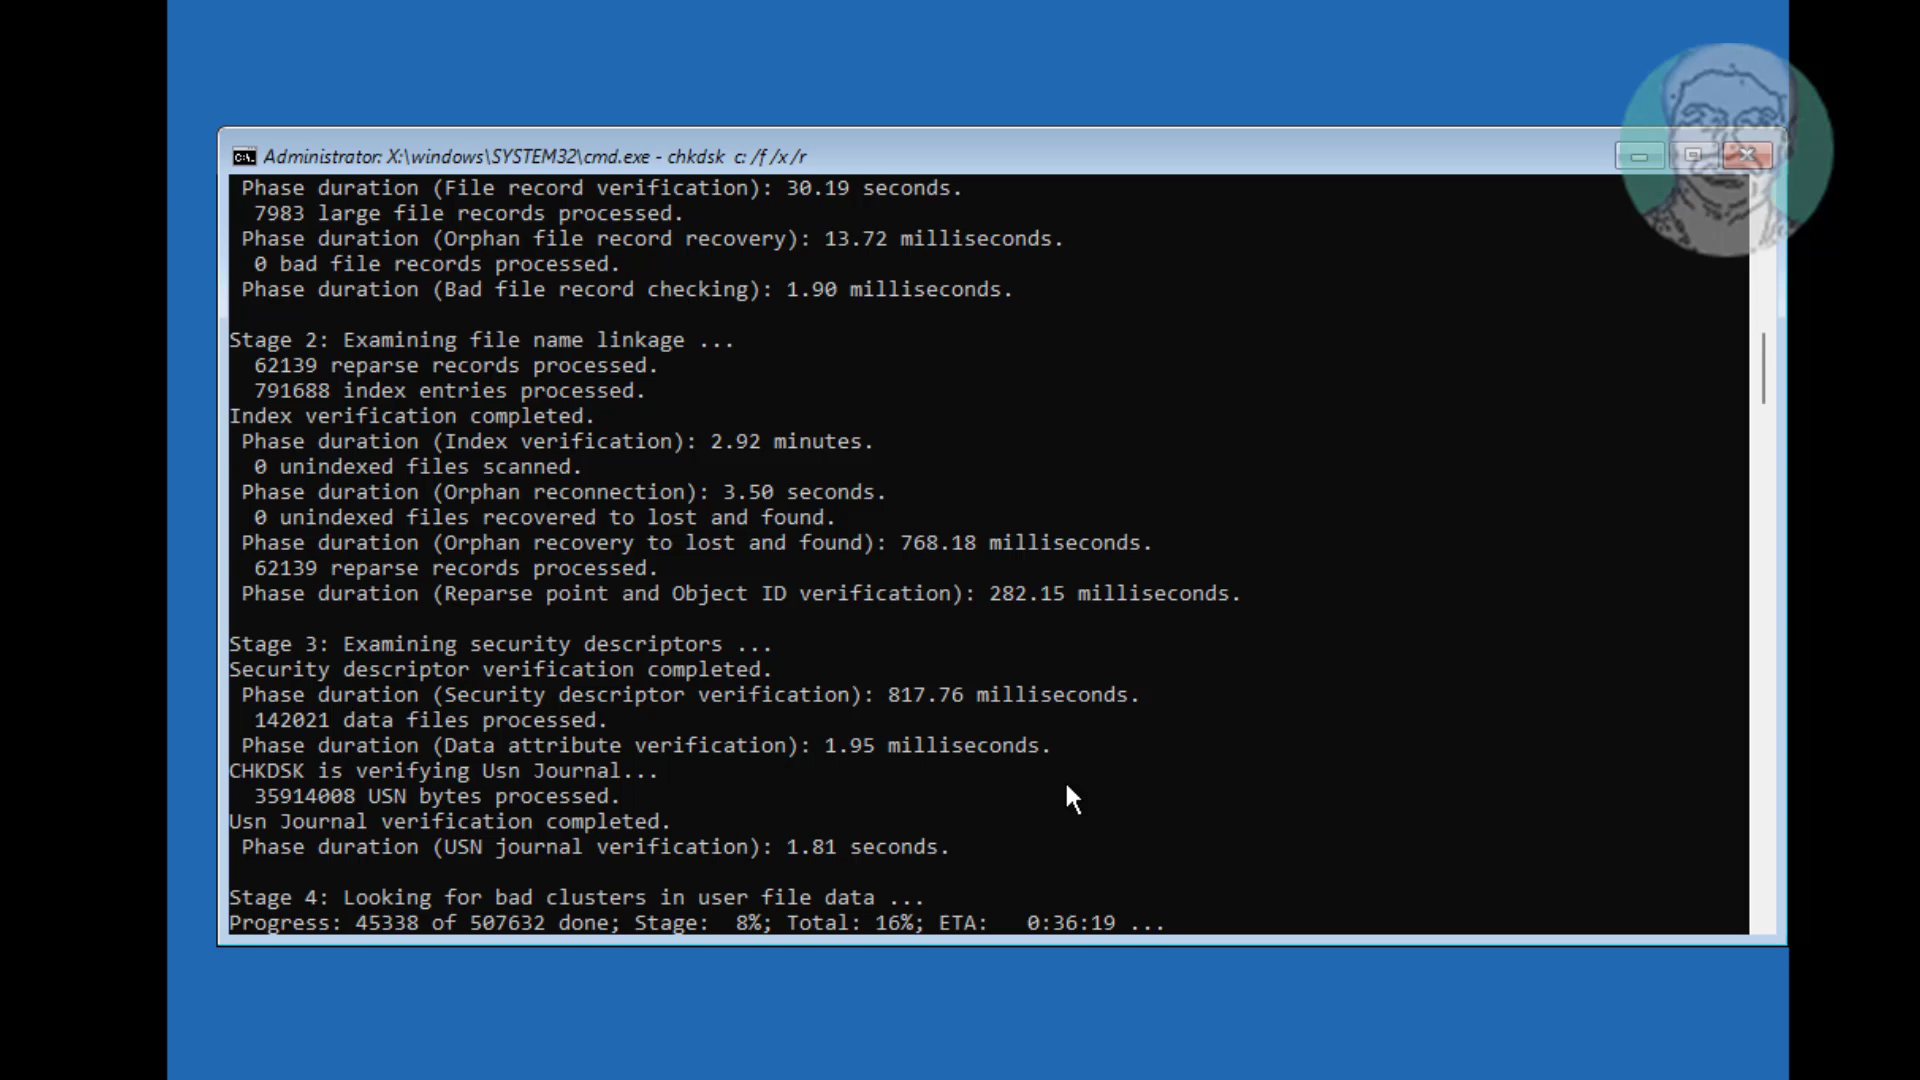 Administrator: X:\windows\SYSTEM32\cmd.exe - chkdsk c: /f /x /r
Phase duration (File record verification): 30.19 seconds.
7983 large file records processed.
Phase duration (Orphan file record recovery): 13.72 milliseconds.
0 bad file records processed.
Phase duration (Bad file record checking): 1.90 milliseconds.
Stage 2: Examining file name linkage ...
62139 reparse records processed.
791688 index entries processed.
Index verification completed.
Phase duration (Index verification): 2.92 minutes.
0 unindexed files scanned.
Phase duration (Orphan reconnection): 3.50 seconds.
0 unindexed files recovered to lost and found.
Phase duration (Orphan recovery to lost and found): 768.18 milliseconds.
62139 reparse records processed.
Phase duration (Reparse point and Object ID verification): 282.15 milliseconds.
Stage 3: Examining security descriptors ...
Security descriptor verification completed.
Phase duration (Security descriptor verification): 817.76 milliseconds.
142021 data files processed.
Phase duration (Data attribute verification): 1.95 milliseconds.
CHKDSK is verifying Usn Journal...
35914008 USN bytes processed.
Usn Journal verification completed.
Phase duration (USN journal verification): 1.81 seconds.
Stage 4: Looking for bad clusters in user file data ...
Progress: 45338 of 507632 done; Stage:  8%; Total: 16%; ETA:   0:36:19 ...